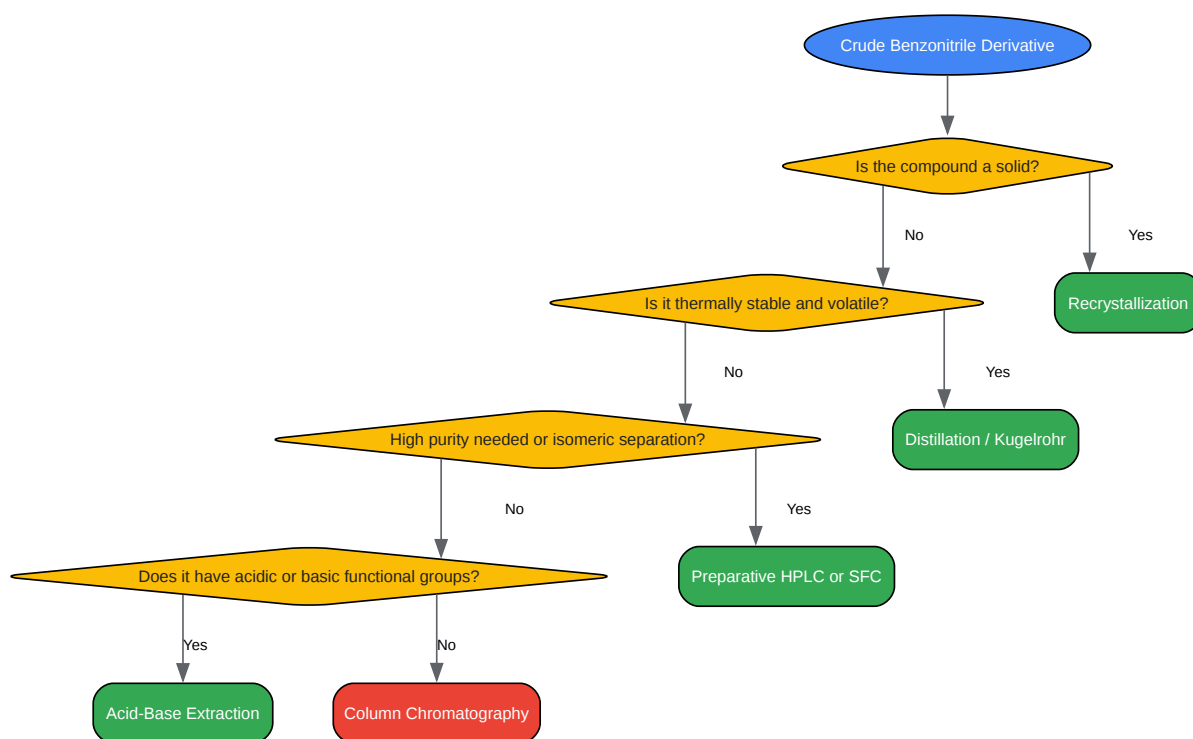 Crude Benzonitrile Derivative
Is the compound a solid?
No
Yes
Is it thermally stable and volatile?
Recrystallization
No
Yes
High purity needed or isomeric separation?
Distillation / Kugelrohr
No
Yes
Does it have acidic or basic functional groups?
Preparative HPLC or SFC
Yes
No
Acid-Base Extraction
Column Chromatography